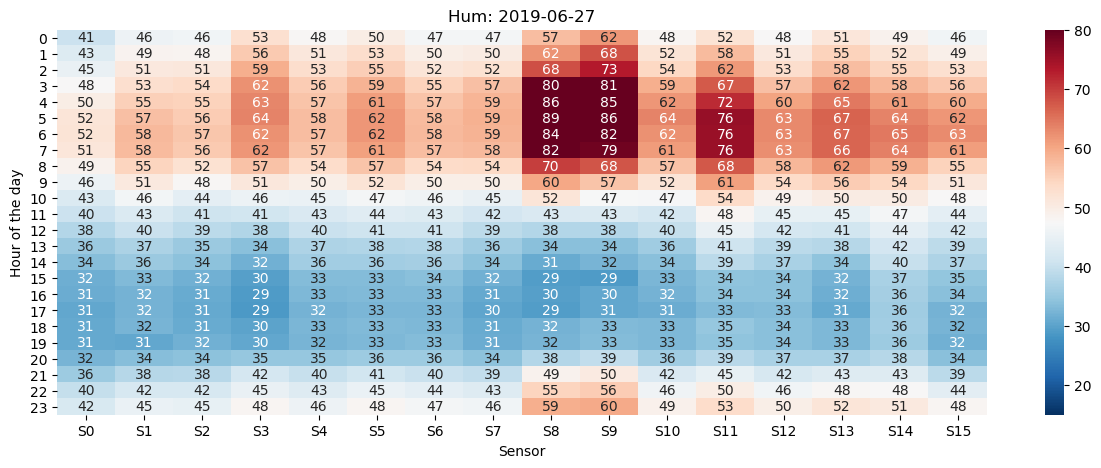 Hum: 2019-06-27
Hour of the day
0 41 46 46 53 48 50 47 47 57 62 48 52 48 51 49 46
1 43 49 48 56 51 53 50 50 62 68 52 58 51 55 52 49
2 45 51 51 59 53 55 52 52 68 73 54 62 53 58 55 53
3 48 53 54 62 56 59 55 57 80 81 59 67 57 62 58 56
4 50 55 55 63 57 61 57 59 86 85 62 72 60 65 61 60
5 52 57 56 64 58 62 58 59 89 86 64 76 63 67 64 62
6 52 58 57 62 57 62 58 59 84 82 62 76 63 67 65 63
7 51 58 56 62 57 61 57 58 82 79 61 76 63 66 64 61
8 49 55 52 57 54 57 54 54 70 68 57 68 58 62 59 55
9 46 51 48 51 50 52 50 50 60 57 52 61 54 56 54 51
10 43 46 44 46 45 47 46 45 52 47 47 54 49 50 50 48
11 40 43 41 41 43 44 43 42 43 43 42 48 45 45 47 44
12 38 40 39 38 40 41 41 39 38 38 40 45 42 41 44 42
13 36 37 35 34 37 38 38 36 34 34 36 41 39 38 42 39
14 34 36 34 32 36 36 36 34 31 32 34 39 37 34 40 37
15 32 33 32 30 33 33 34 32 29 29 33 34 34 32 37 35
16 31 32 31 29 33 33 33 31 30 30 32 34 34 32 36 34
17 31 32 31 29 32 33 33 30 29 31 31 33 33 31 36 32
18 31 32 31 30 33 33 33 31 32 33 33 35 34 33 36 32
19 31 31 32 30 32 33 33 31 32 33 33 35 34 33 36 32
20 32 34 34 35 35 36 36 34 38 39 36 39 37 37 38 34
21 36 38 38 42 40 41 40 39 49 50 42 45 42 43 43 39
22 40 42 42 45 43 45 44 43 55 56 46 50 46 48 48 44
23 42 45 45 48 46 48 47 46 59 60 49 53 50 52 51 48
S0 S1 S2 S3 S4 S5 S6 S7 S8 S9 S10 S11 S12 S13 S14 S15
Sensor
80
70
60
50
40
30
20